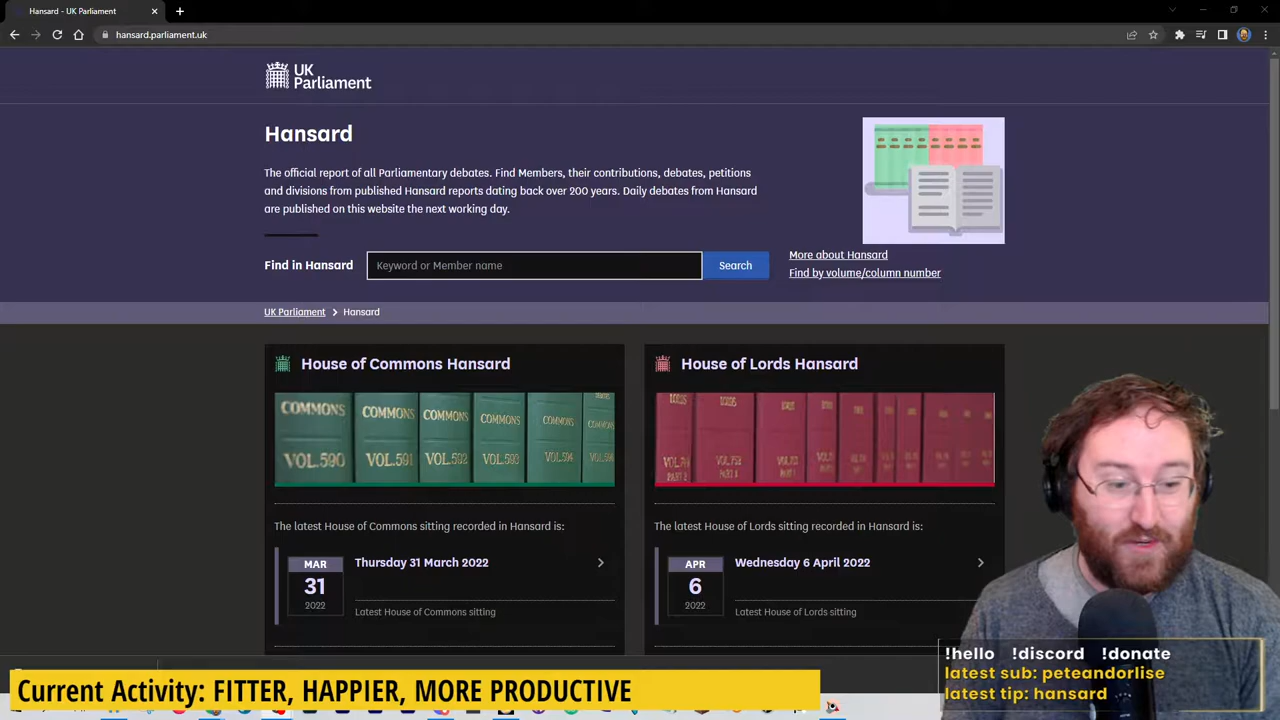 Hansard - UK Parliament
hansard.parliament.uk
UK
Parliament
Hansard
The official report of all Parliamentary debates. Find Members, their contributions, debates, petitions
and divisions from published Hansard reports dating back over 200 years. Daily debates from Hansard
are published on this website the next working day.
More about Hansard
Find in Hansard Keyword or Member name Search
Find by volume/column number
UK Parliament Hansard
House of Commons Hansard
House of Lords Hansard
COMMONS COMMONS COMMONS COMMONS COMMONS
VOL.590 VOL.591 VOL.592 VOL.593 VOL.594
LORDS LORDS LORDS
The latest House of Commons sitting recorded in Hansard is:
The latest House of Lords sitting recorded in Hansard is:
MAR
31
2022
Thursday 31 March 2022
Latest House of Commons sitting
APR
6
2022
Wednesday 6 April 2022
Latest House of Lords sitting
!hello !discord !donate
latest sub: peteandorlise
latest tip: hansard
Current Activity: FITTER, HAPPIER, MORE PRODUCTIVE